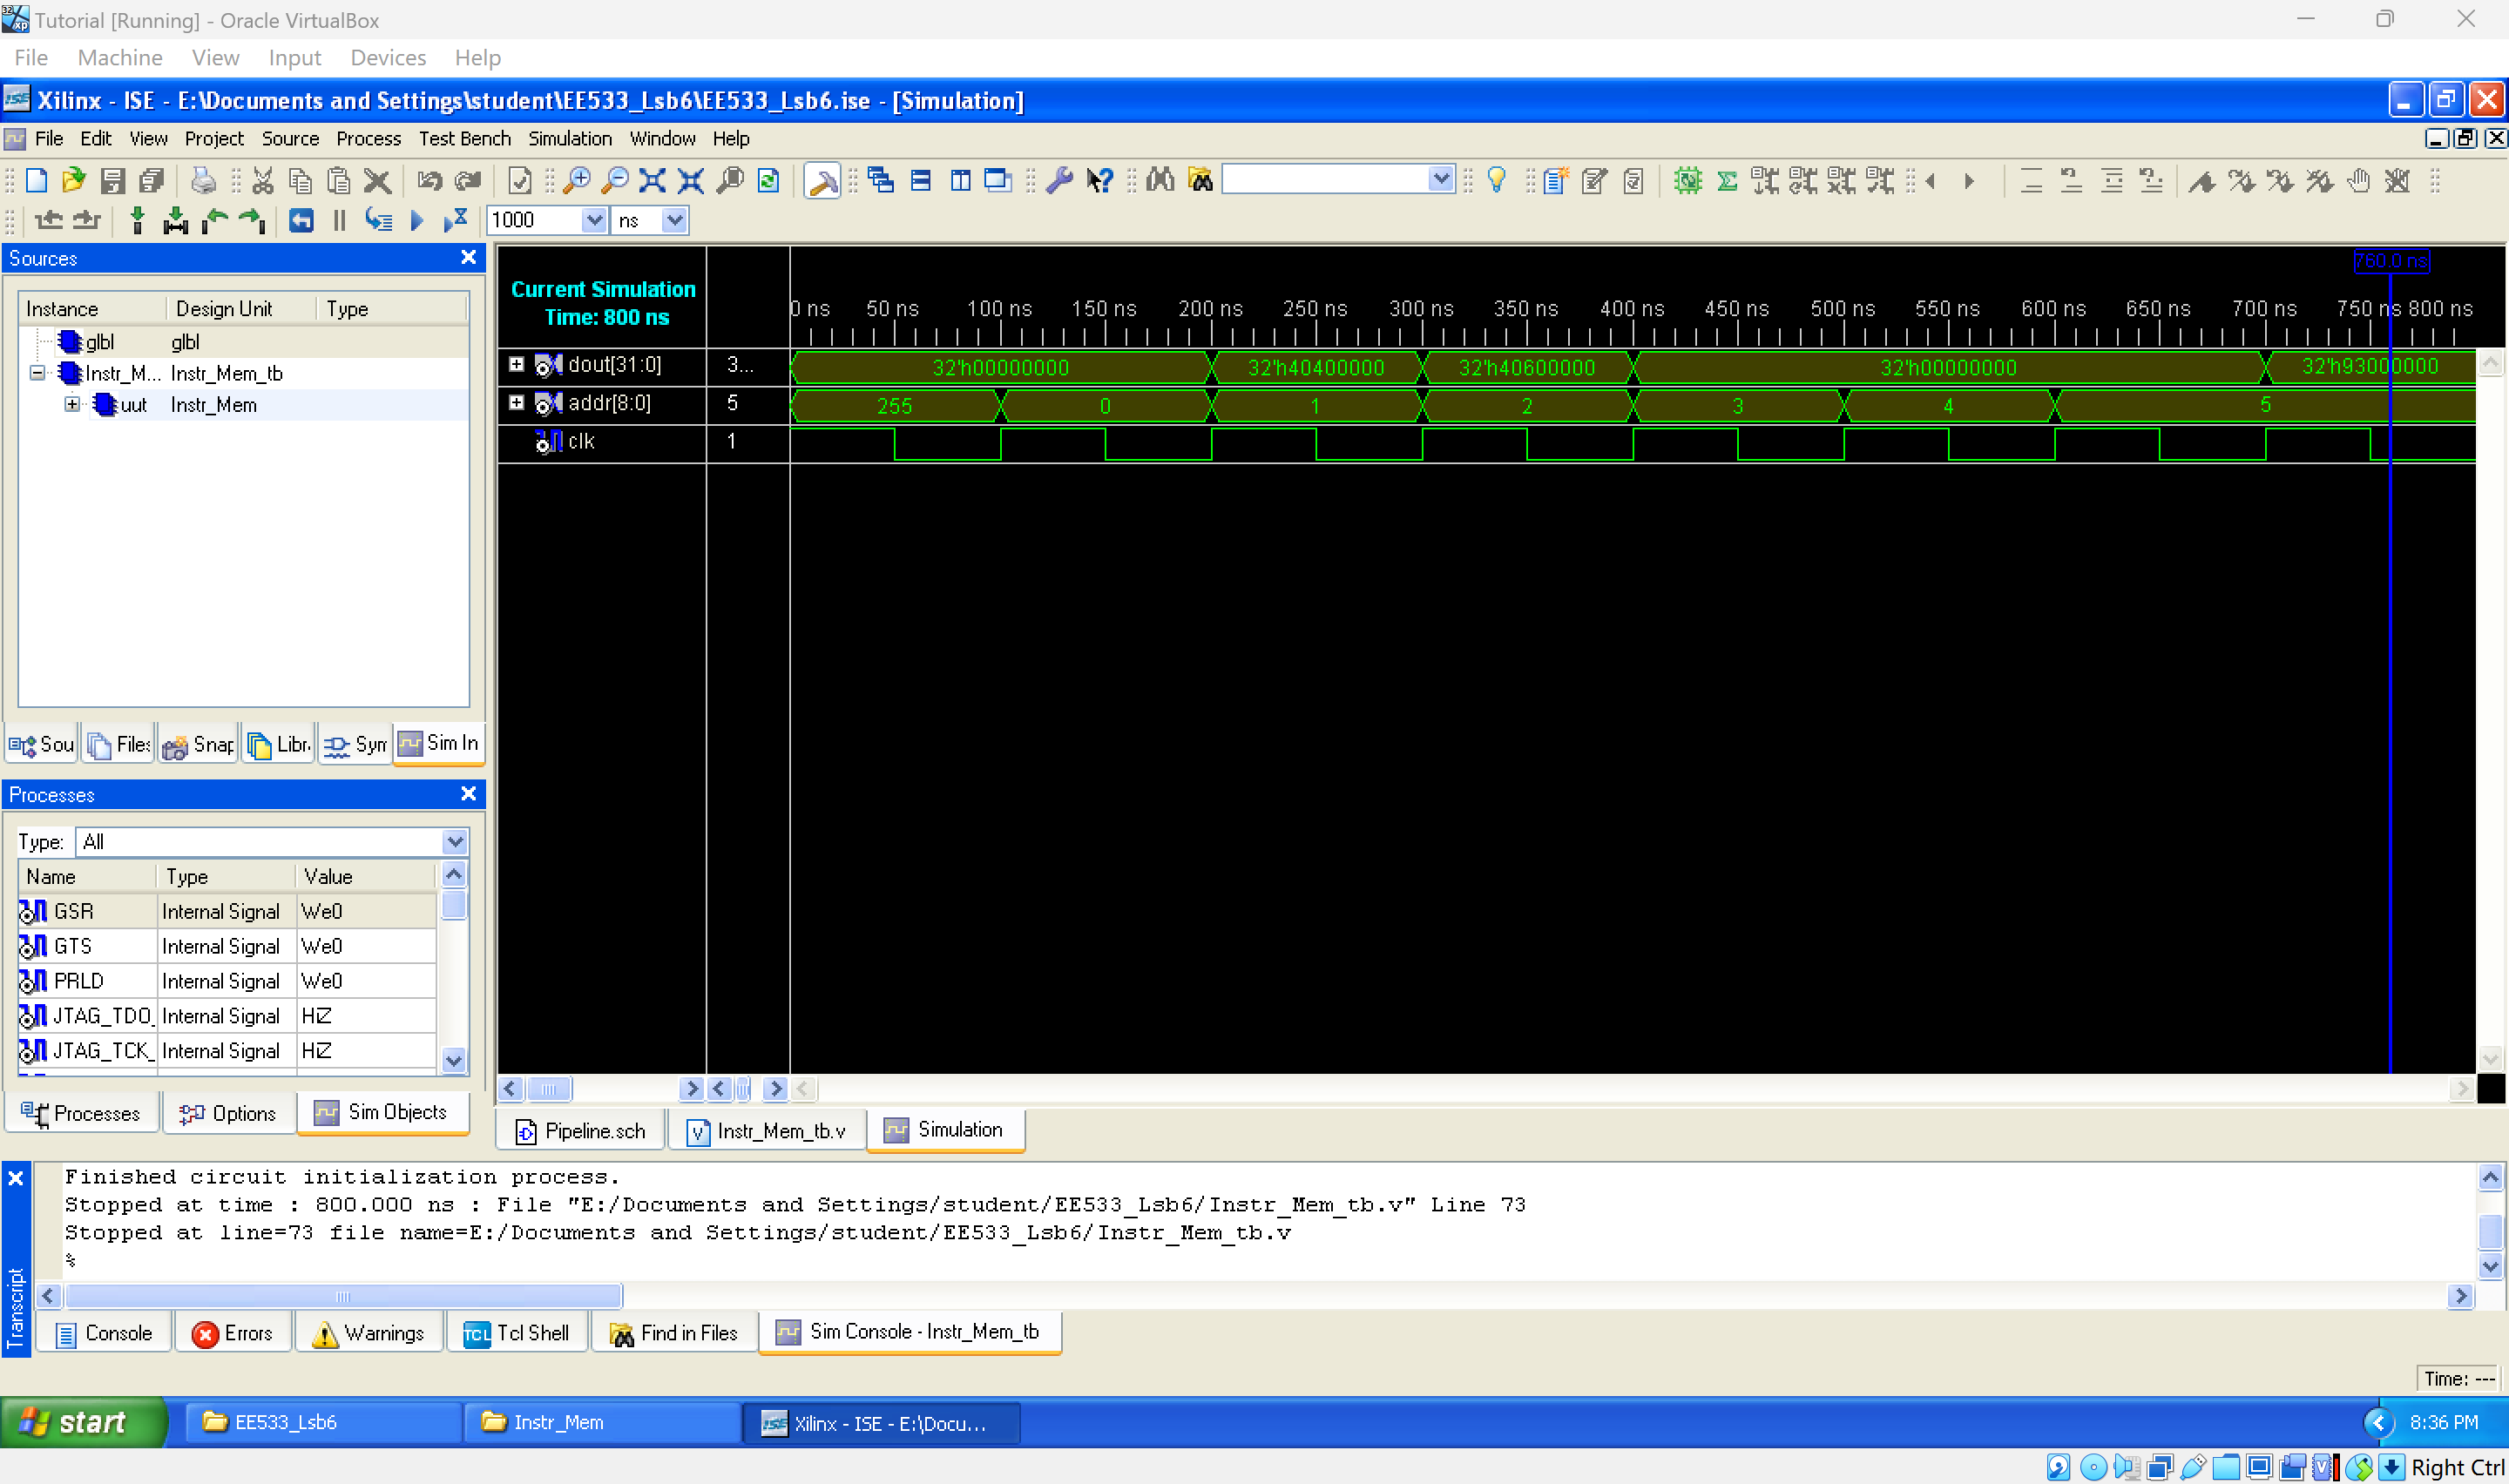 Tutorial [Running] - Oracle VirtualBox
File Machine View Input Devices Help
Xilinx - ISE - E:\Documents and Settings\student\EE533_Lsb6\EE533_Lsb6.ise - [Simulation]
File Edit View Project Source Process Test Bench Simulation Window Help
1000 ns
Sources
Instance Design Unit Type
glbl glbl
Instr_M... Instr_Mem_tb
uut Instr_Mem
Sou Files Snap Libr. Sym Sim In
Processes
Type: All
Name Type Value
GSR Internal Signal We0
GTS Internal Signal We0
PRLD Internal Signal We0
JTAG_TDO_ Internal Signal HiZ
JTAG_TCK_ Internal Signal HiZ
Processes Options Sim Objects
760.0 ns
Current Simulation
Time: 800 ns
0 ns 50 ns 100 ns 150 ns 200 ns 250 ns 300 ns 350 ns 400 ns 450 ns 500 ns 550 ns 600 ns 650 ns 700 ns 750 ns 800 ns
dout[31:0] 3... 32'h00000000 32'h40400000 32'h40600000 32'h00000000 32'h93000000
addr[8:0] 5 255 0 1 2 3 4 5
clk 1
Pipeline.sch Instr_Mem_tb.v Simulation
Transcript
Finished circuit initialization process.
Stopped at time : 800.000 ns : File "E:/Documents and Settings/student/EE533_Lsb6/Instr_Mem_tb.v" Line 73
Stopped at line=73 file name=E:/Documents and Settings/student/EE533_Lsb6/Instr_Mem_tb.v
%
Console Errors Warnings TCL Tcl Shell Find in Files Sim Console - Instr_Mem_tb
Time: ---
start EE533_Lsb6 Instr_Mem ISE Xilinx - ISE - E:\Docu... 8:36 PM
Right Ctrl